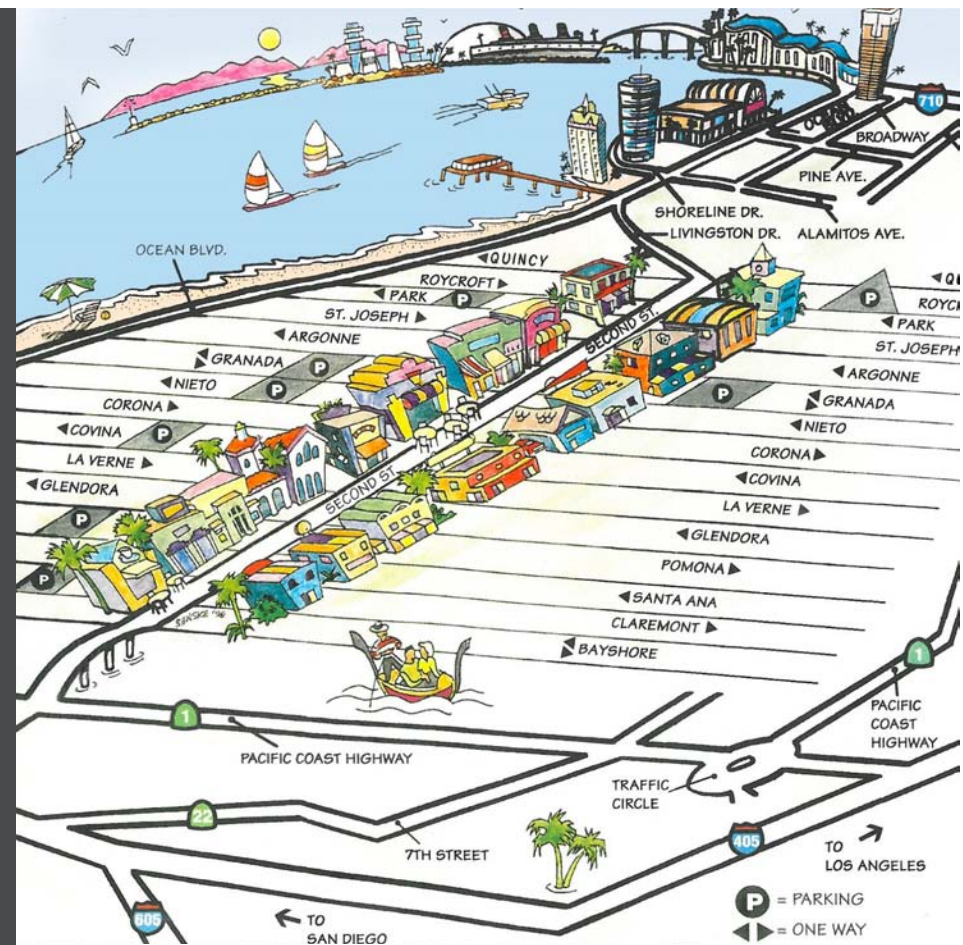 710
BROADWAY
PINE AVE.
SHORELINE DR.
LIVINGSTON DR.
ALAMITOS AVE.
OCEAN BLVD.
QUINCY
ROYCROFT
PARK
P
ST. JOSEPH
ARGONNE
GRANADA
P
NIETO
P
CORONA
COVINA
P
LA VERNE
GLENDORA
P
P
SECOND ST.
SECOND ST.
P
PARK
ST. JOSEPH
ARGONNE
P
GRANADA
NIETO
CORONA
COVINA
LA VERNE
GLENDORA
POMONA
SANTA ANA
CLAREMONT
BAYSHORE
1
PACIFIC COAST HIGHWAY
1
PACIFIC
COAST
HIGHWAY
TRAFFIC
CIRCLE
22
7TH STREET
405
TO
LOS ANGELES
605
TO
SAN DIEGO
P = PARKING
= ONE WAY